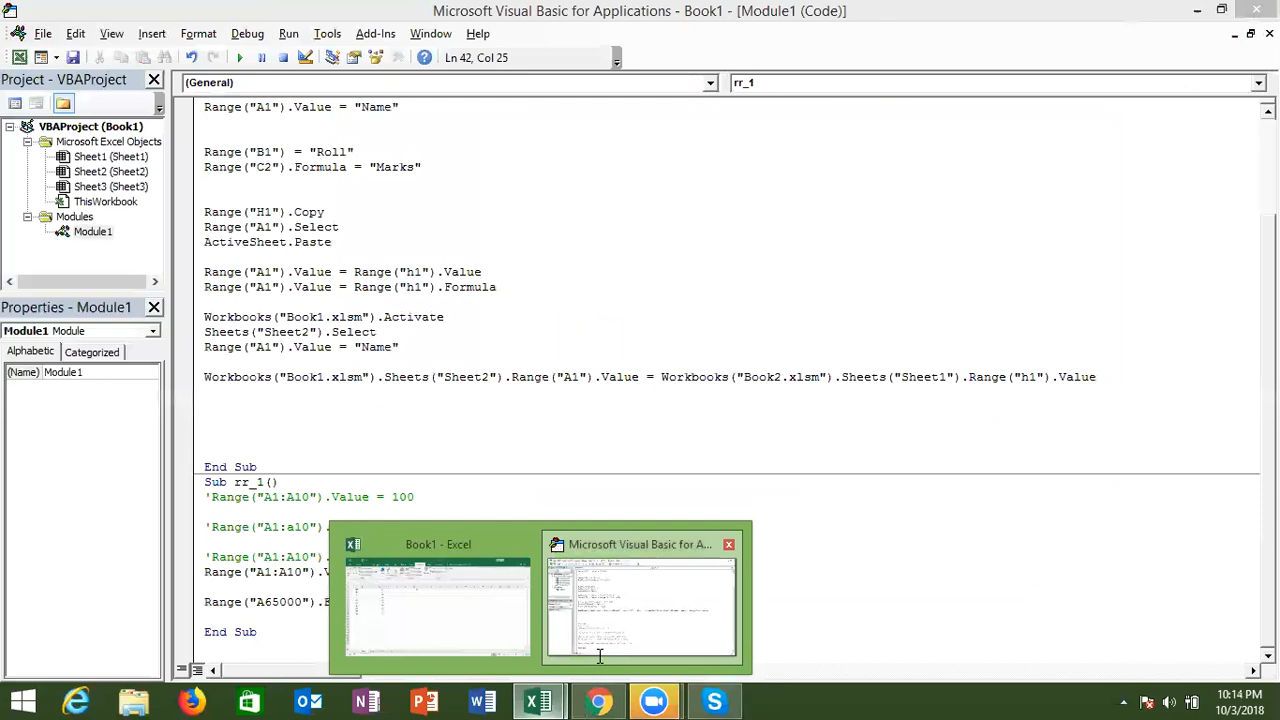 Microsoft Visual Basic for Applications - Book1 - [Module1 (Code)]
File Edit View Insert Format Debug Run Tools Add-Ins Window Help
Ln 42, Col 25
Project - VBAProject
(General)
rr_1
VBAProject (Book1)
Microsoft Excel Objects
Sheet1 (Sheet1)
Sheet2 (Sheet2)
Sheet3 (Sheet3)
ThisWorkbook
Modules
Module1
Properties - Module1
Module1 Module
Alphabetic Categorized
(Name) Module1
Range("A1").Value = "Name"
Range("B1") = "Roll"
Range("C2").Formula = "Marks"
Range("H1").Copy
Range("A1").Select
ActiveSheet.Paste
Range("A1").Value = Range("h1").Value
Range("A1").Value = Range("h1").Formula
Workbooks("Book1.xlsm").Activate
Sheets("Sheet2").Select
Range("A1").Value = "Name"
Workbooks("Book1.xlsm").Sheets("Sheet2").Range("A1").Value = Workbooks("Book2.xlsm").Sheets("Sheet1").Range("h1").Value
End Sub
Sub rr_1()
'Range("A1:A10").Value = 100
'Range("A1:a10").
'Range("A1:A10").
Range("A1:A10").
Range("A65000").
End Sub
Book1 - Excel
Microsoft Visual Basic for A...
10:14 PM
10/3/2018